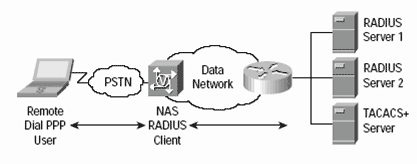 RADIUS
Server 1
RADIUS
Server 2
TACACS+
Server
PSTN
Data
Network
Remote
Dial PPP
User
NAS
RADIUS
Client